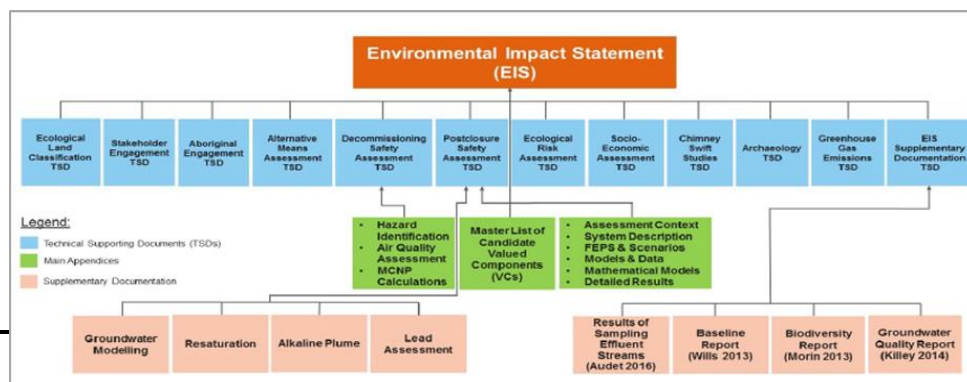 Environmental Impact Statement
(EIS)
Ecological
Land
Classification
TSD
Stakeholder
Engagement
TSD
Aboriginal
Engagement
TSD
Alternative
Means
Assessment
TSD
Decommissioning
Safety
Assessment
TSD
Postclosure
Safety
Assessment
TSD
Ecological
Risk
Assessment
TSD
Socio-
Economic
Assessment
TSD
Chimney
Swift
Studies
TSD
Archaeology
TSD
Greenhouse
Gas
Emissions
TSD
EIS
Supplementary
Documentation
TSD
Legend:
Technical Supporting Documents (TSDs)
Main Appendices
Supplementary Documentation
• Hazard
Identification
• Air Quality
Assessment
• MCNP
Calculations
Master List of
Candidate
Valued
Components
(VCs)
• Assessment Context
• System Description
• FEPS & Scenarios
• Models & Data
• Mathematical Models
• Detailed Results
Groundwater
Modelling
Resaturation
Alkaline Plume
Lead
Assessment
Results of
Sampling
Effluent
Streams
(Audet 2016)
Baseline
Report
(Wills 2013)
Biodiversity
Report
(Morin 2013)
Groundwater
Quality Report
(Killey 2014)